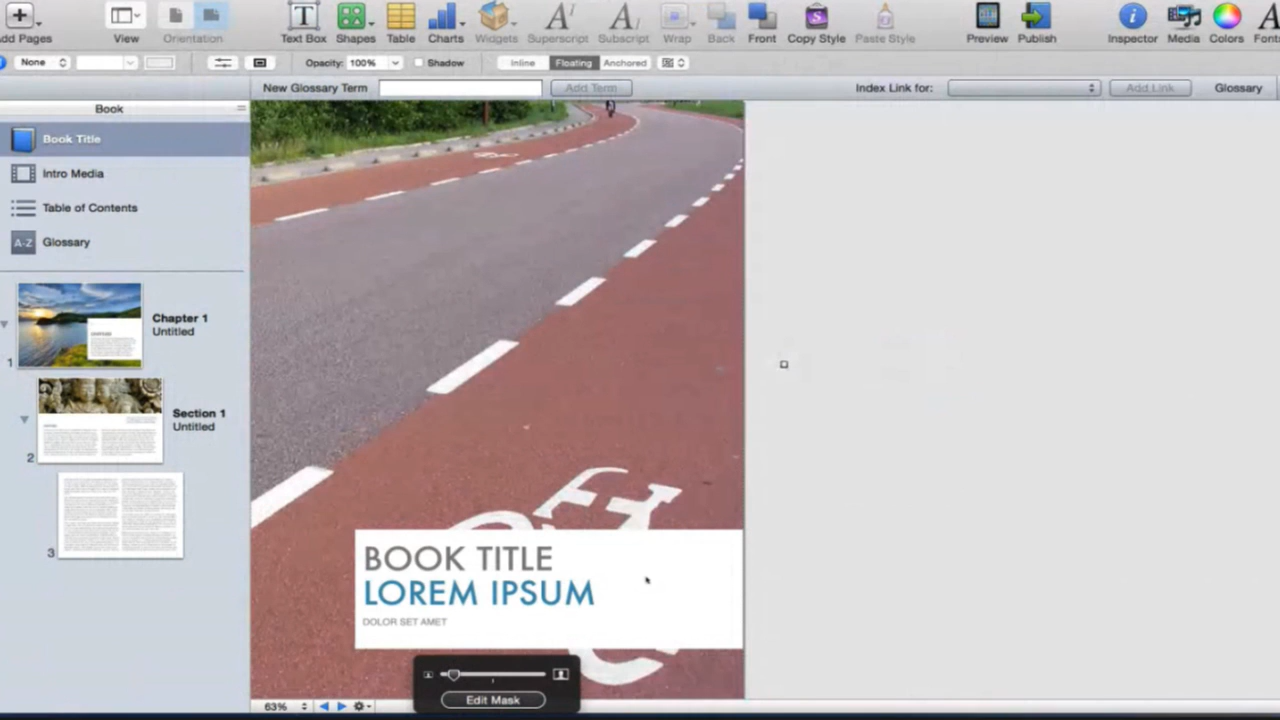 Add Pages
View
Orientation
Text Box
Shapes
Table
Charts
Widgets
Superscript
Subscript
Wrap
Back
Front
Copy Style
Paste Style
Preview
Publish
Inspector
Media
Colors
None
Opacity: 100%
Shadow
Inline
Floating
Anchored
New Glossary Term
Add Term
Index Link for:
Add Link
Glossary
Book
Book Title
Intro Media
Table of Contents
A-Z Glossary
Chapter 1
Untitled
1
Section 1
Untitled
2
3
BOOK TITLE
LOREM IPSUM
DOLOR SET AMET
Edit Mask
63%